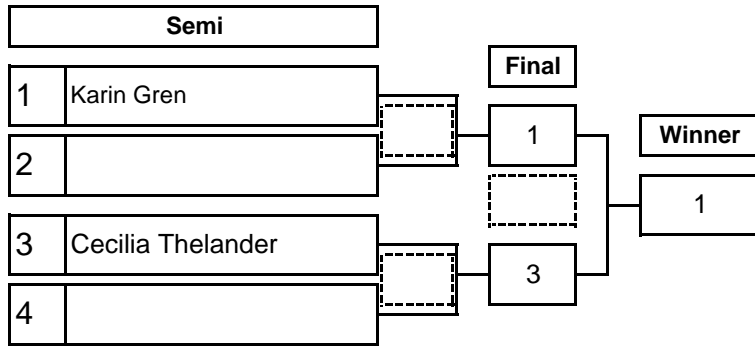 Semi
Final
1 Karin Gren
1
Winner
2
1
3 Cecilia Thelander
3
4